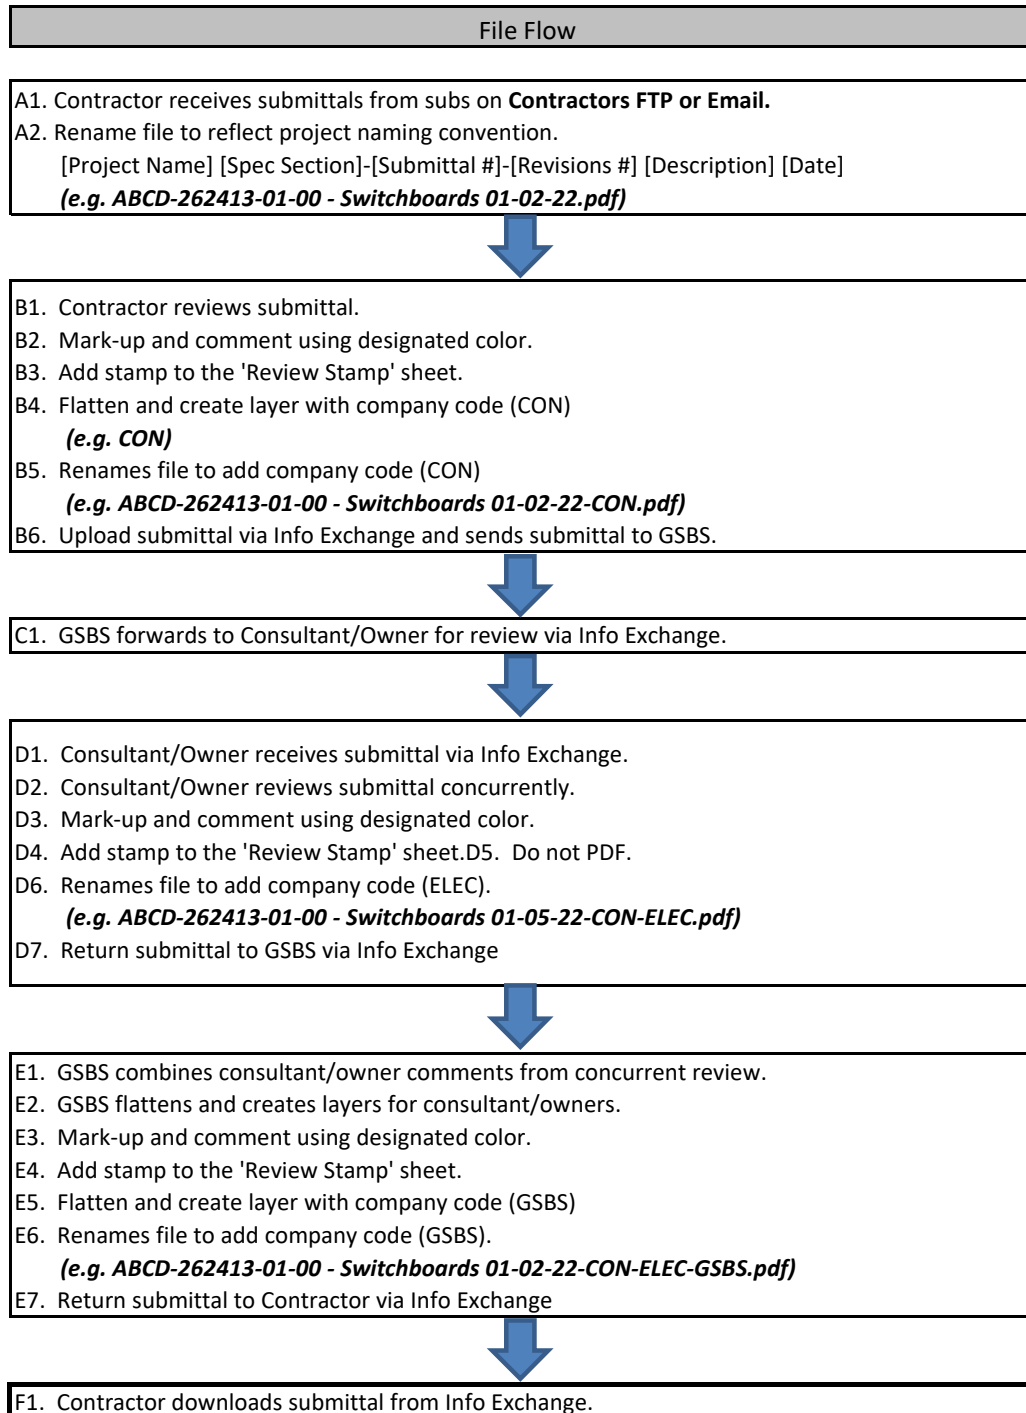 File Flow
A1. Contractor receives submittals from subs on Contractors FTP or Email.
A2. Rename file to reflect project naming convention.
[Project Name] [Spec Section]-[Submittal #]-[Revisions #] [Description] [Date]
(e.g. ABCD-262413-01-00 - Switchboards 01-02-22.pdf)
B1. Contractor reviews submittal.
B2. Mark-up and comment using designated color.
B3. Add stamp to the 'Review Stamp' sheet.
B4. Flatten and create layer with company code (CON)
(e.g. CON)
B5. Renames file to add company code (CON)
(e.g. ABCD-262413-01-00 - Switchboards 01-02-22-CON.pdf)
B6. Upload submittal via Info Exchange and sends submittal to GSBS.
C1. GSBS forwards to Consultant/Owner for review via Info Exchange.
D1. Consultant/Owner receives submittal via Info Exchange.
D2. Consultant/Owner reviews submittal concurrently.
D3. Mark-up and comment using designated color.
D4. Add stamp to the 'Review Stamp' sheet.D5. Do not PDF.
D6. Renames file to add company code (ELEC).
(e.g. ABCD-262413-01-00 - Switchboards 01-05-22-CON-ELEC.pdf)
D7. Return submittal to GSBS via Info Exchange
E1. GSBS combines consultant/owner comments from concurrent review.
E2. GSBS flattens and creates layers for consultant/owners.
E3. Mark-up and comment using designated color.
E4. Add stamp to the 'Review Stamp' sheet.
E5. Flatten and create layer with company code (GSBS)
E6. Renames file to add company code (GSBS).
(e.g. ABCD-262413-01-00 - Switchboards 01-02-22-CON-ELEC-GSBS.pdf)
E7. Return submittal to Contractor via Info Exchange
F1. Contractor downloads submittal from Info Exchange.